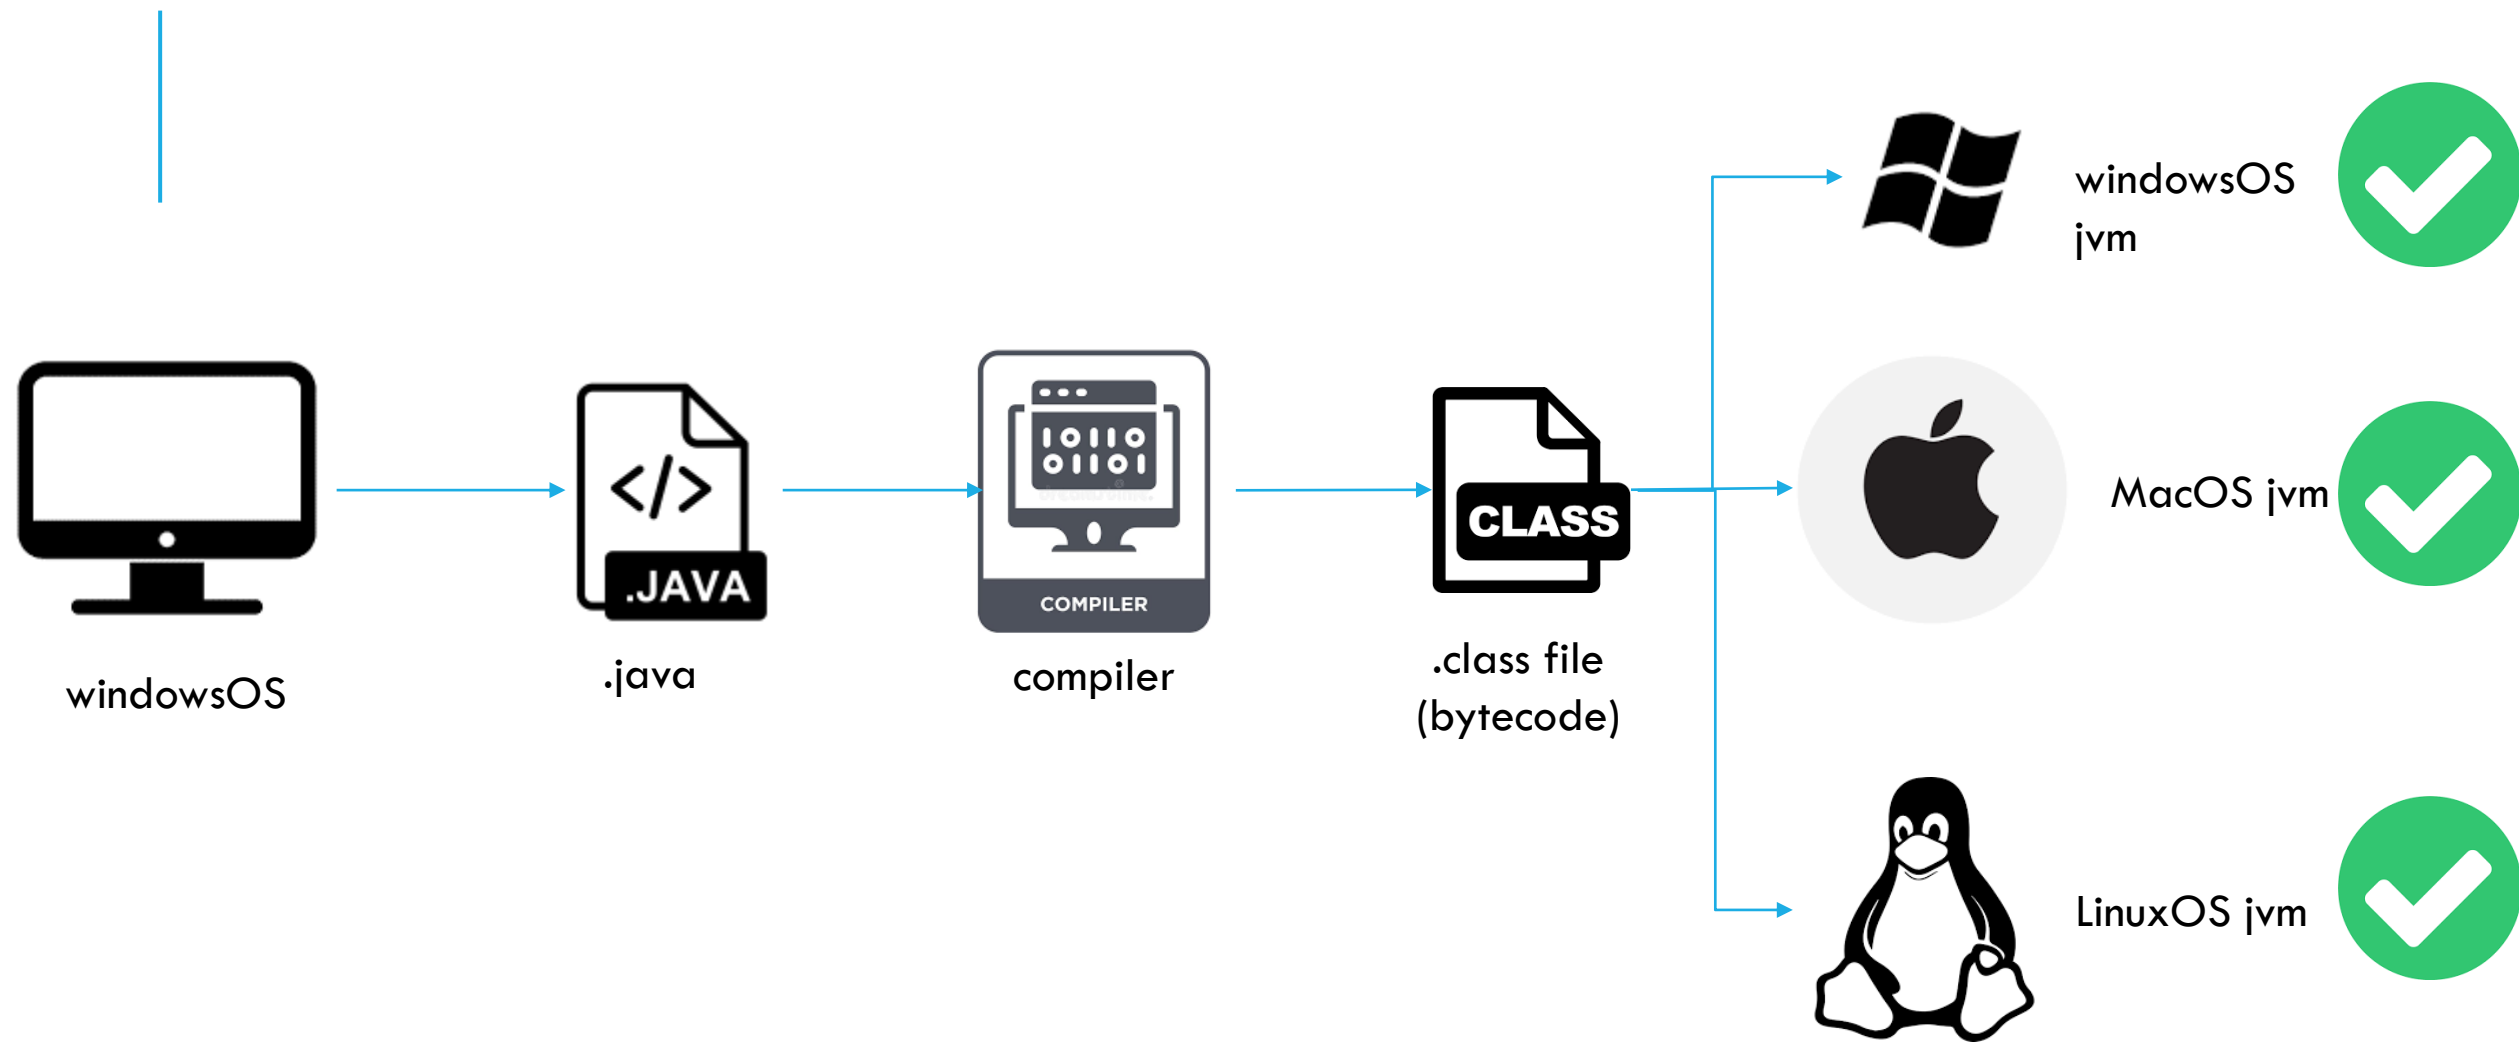 windowsOS
jvm
10110
01101
COMPILER
</>
.JAVA
CLASS
MacOS jvm
windowsOS
.java
compiler
.class file
(bytecode)
LinuxOS jvm